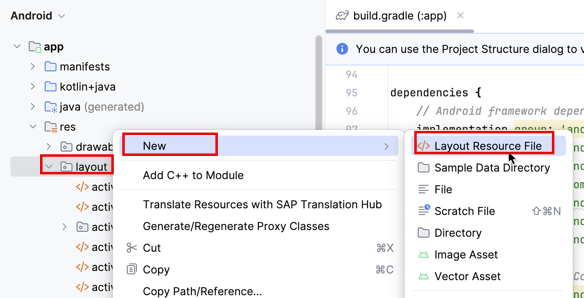 Android
build.gradle (:app)
app
You can use the Project Structure dialog to v
manifests
94
kotlin+java
95 dependencies {
java (generated)
96 // Android framework depen
res
implementation group: 'and
drawab
New
Layout Resource File
layout
Add C++ to Module
Sample Data Directory
activ
File
Translate Resources with SAP Translation Hub
activ
Scratch File ⇧⌘N
Generate/Regenerate Proxy Classes
activ
Directory
Cut ⌘X
activ
Image Asset
Copy ⌘C
activ
Vector Asset
Copy Path/Reference...
activ